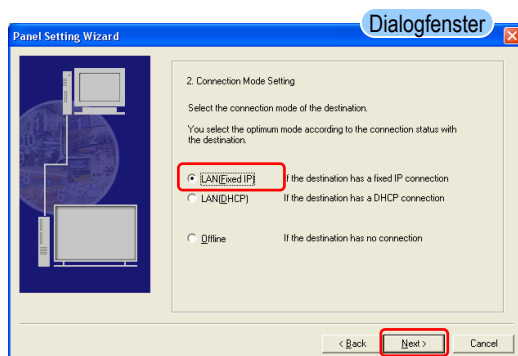 Dialogfenster
Panel Setting Wizard
2. Connection Mode Setting
Select the connection mode of the destination.
You select the optimum mode according to the connection status with
the destination.
LAN(Fixed IP) If the destination has a fixed IP connection
LAN(DHCP) If the destination has a DHCP connection
Offline If the destination has no connection
< Back Next > Cancel